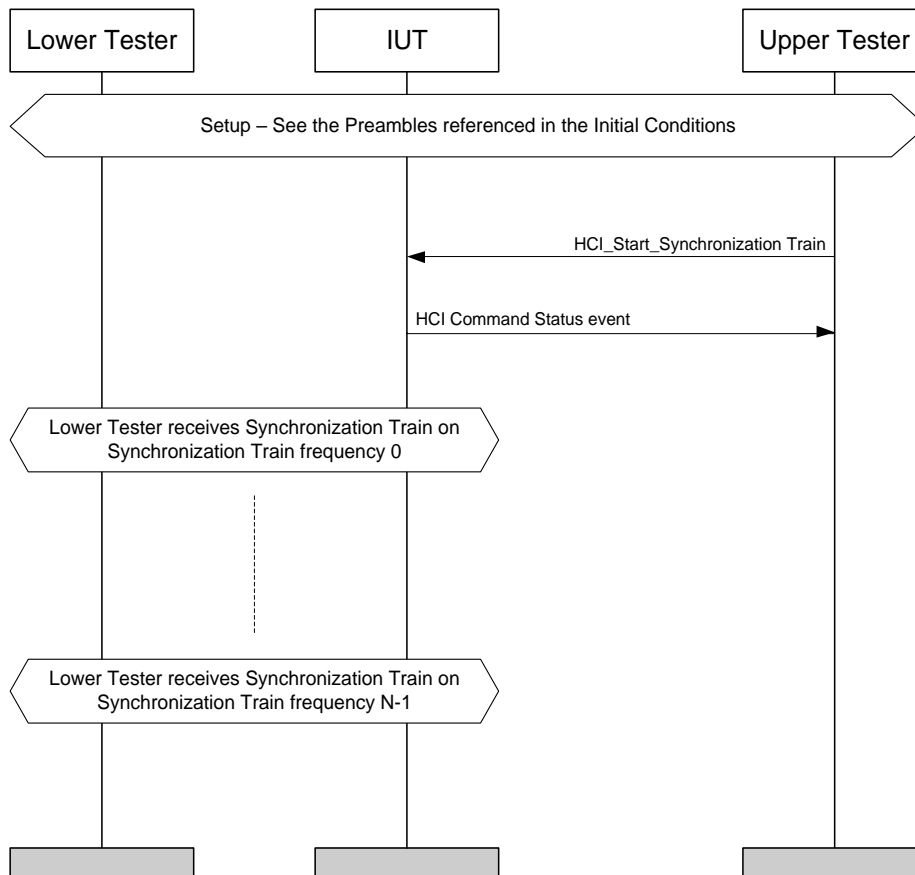 Lower Tester
IUT
Upper Tester
Setup – See the Preambles referenced in the Initial Conditions
HCI_Start_Synchronization Train
HCI Command Status event
Lower Tester receives Synchronization Train on
Synchronization Train frequency 0
Lower Tester receives Synchronization Train on
Synchronization Train frequency N-1